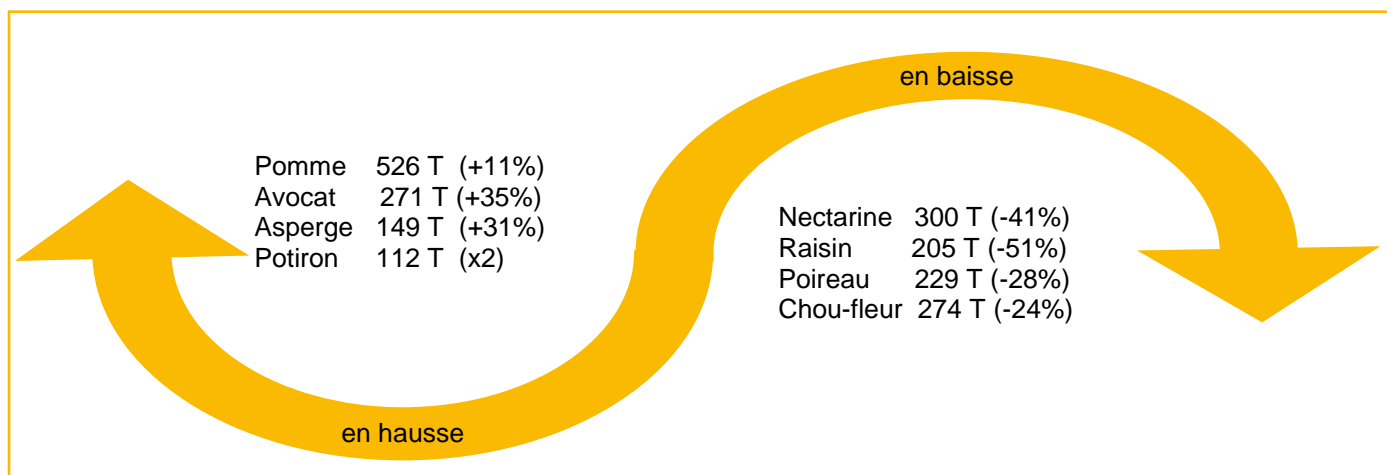 en baisse
Pomme 526 T (+11%)
Avocat 271 T (+35%)
Asperge 149 T (+31%)
Potiron 112 T (x2)
Nectarine 300 T (-41%)
Raisin 205 T (-51%)
Poireau 229 T (-28%)
Chou-fleur 274 T (-24%)
en hausse